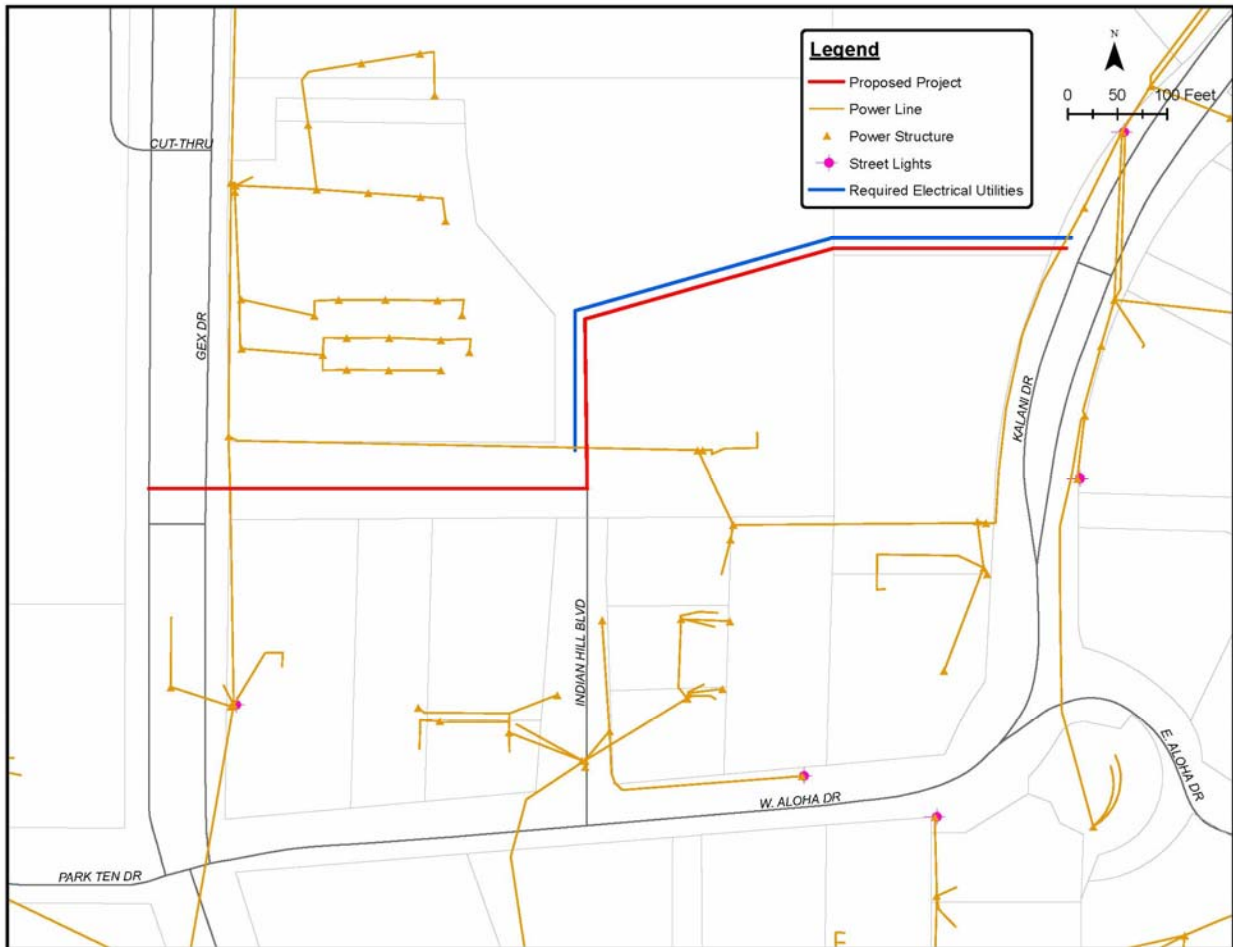 Legend
Proposed Project
Power Line
Power Structure
Street Lights
Required Electrical Utilities
N
0 50 100 Feet
CUT-THRU
GEX DR
KALANI DR
INDIAN HILL BLVD
W. ALOHA DR
E. ALOHA DR
PARK TEN DR